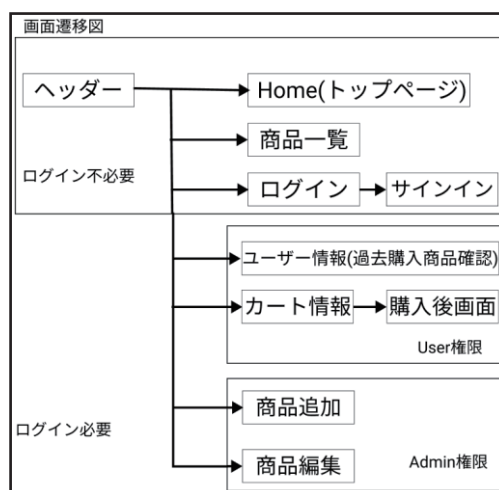 画面遷移図
ヘッダー
Home(トップページ)
商品一覧
ログイン不必要
ログイン
サインイン
ユーザー情報(過去購入商品確認)
カート情報
購入後画面
User権限
商品追加
ログイン必要
商品編集
Admin権限